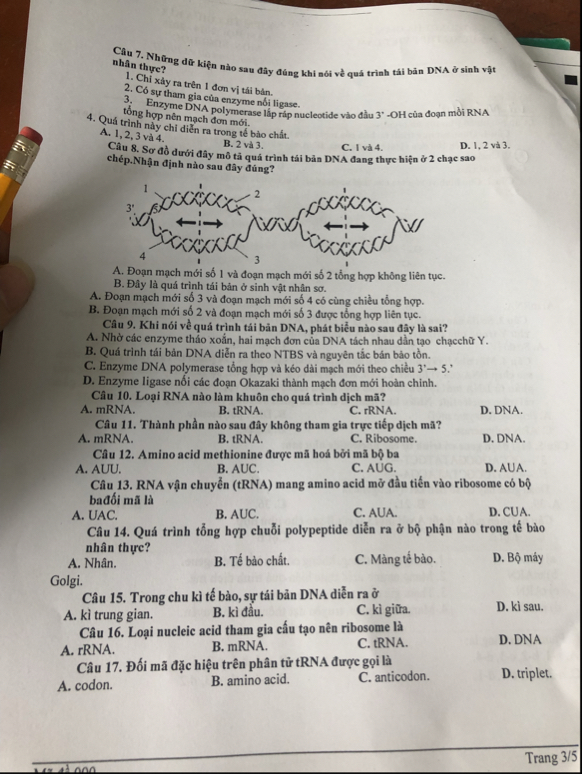 Câu 7. Những dữ kiện nào sau đây đúng khi nói về quá trình tái bản DNA ở sinh vật
nhân thực?
1. Chỉ xảy ra trên 1 đơn vị tái bản.
2. Có sự tham gia của enzyme nối ligase.
3. Enzyme DNA polymerase lắp ráp nucleotide vào đầu 3' -OH của đoạn mồi RNA
tổng hợp nên mạch đơn mới.
4. Quá trình này chỉ diễn ra trong tế bào chất.
A. 1, 2, 3 và 4. B. 2 và 3. C. 1 và 4. D. 1, 2 và 3.
Câu 8. Sơ đồ dưới đây mô tả quá trình tái bản DNA đang thực hiện ở 2 chạc sao
chép.Nhận định nào sau đây đúng?
1 2
3'
4 3
A. Đoạn mạch mới số 1 và đoạn mạch mới số 2 tổng hợp không liên tục.
B. Đây là quá trình tái bản ở sinh vật nhân sơ.
A. Đoạn mạch mới số 3 và đoạn mạch mới số 4 có cùng chiều tổng hợp.
B. Đoạn mạch mới số 2 và đoạn mạch mới số 3 được tổng hợp liên tục.
Câu 9. Khi nói về quá trình tái bản DNA, phát biểu nào sau đây là sai?
A. Nhờ các enzyme tháo xoắn, hai mạch đơn của DNA tách nhau dần tạo chạcchữ Y.
B. Quá trình tái bản DNA diễn ra theo NTBS và nguyên tắc bán bảo tồn.
C. Enzyme DNA polymerase tổng hợp và kéo dài mạch mới theo chiều 3'→ 5.'
D. Enzyme ligase nối các đoạn Okazaki thành mạch đơn mới hoàn chỉnh.
Câu 10. Loại RNA nào làm khuôn cho quá trình dịch mã?
A. mRNA. B. tRNA. C. rRNA. D. DNA.
Câu 11. Thành phần nào sau đây không tham gia trực tiếp dịch mã?
A. mRNA. B. tRNA. C. Ribosome. D. DNA.
Câu 12. Amino acid methionine được mã hoá bởi mã bộ ba
A. AUU. B. AUC. C. AUG. D. AUA.
Câu 13. RNA vận chuyển (tRNA) mang amino acid mở đầu tiến vào ribosome có bộ
bađối mã là
A. UAC. B. AUC. C. AUA. D. CUA.
Câu 14. Quá trình tổng hợp chuỗi polypeptide diễn ra ở bộ phận nào trong tế bào
nhân thực?
A. Nhân. B. Tế bào chất. C. Màng tế bào. D. Bộ máy
Golgi.
Câu 15. Trong chu kì tế bào, sự tái bản DNA diễn ra ở
A. kì trung gian. B. kì đầu. C. kì giữa. D. kì sau.
Câu 16. Loại nucleic acid tham gia cấu tạo nên ribosome là
A. rRNA. B. mRNA. C. tRNA. D. DNA
Câu 17. Đối mã đặc hiệu trên phân tử tRNA được gọi là
A. codon. B. amino acid. C. anticodon. D. triplet.
Trang 3/5